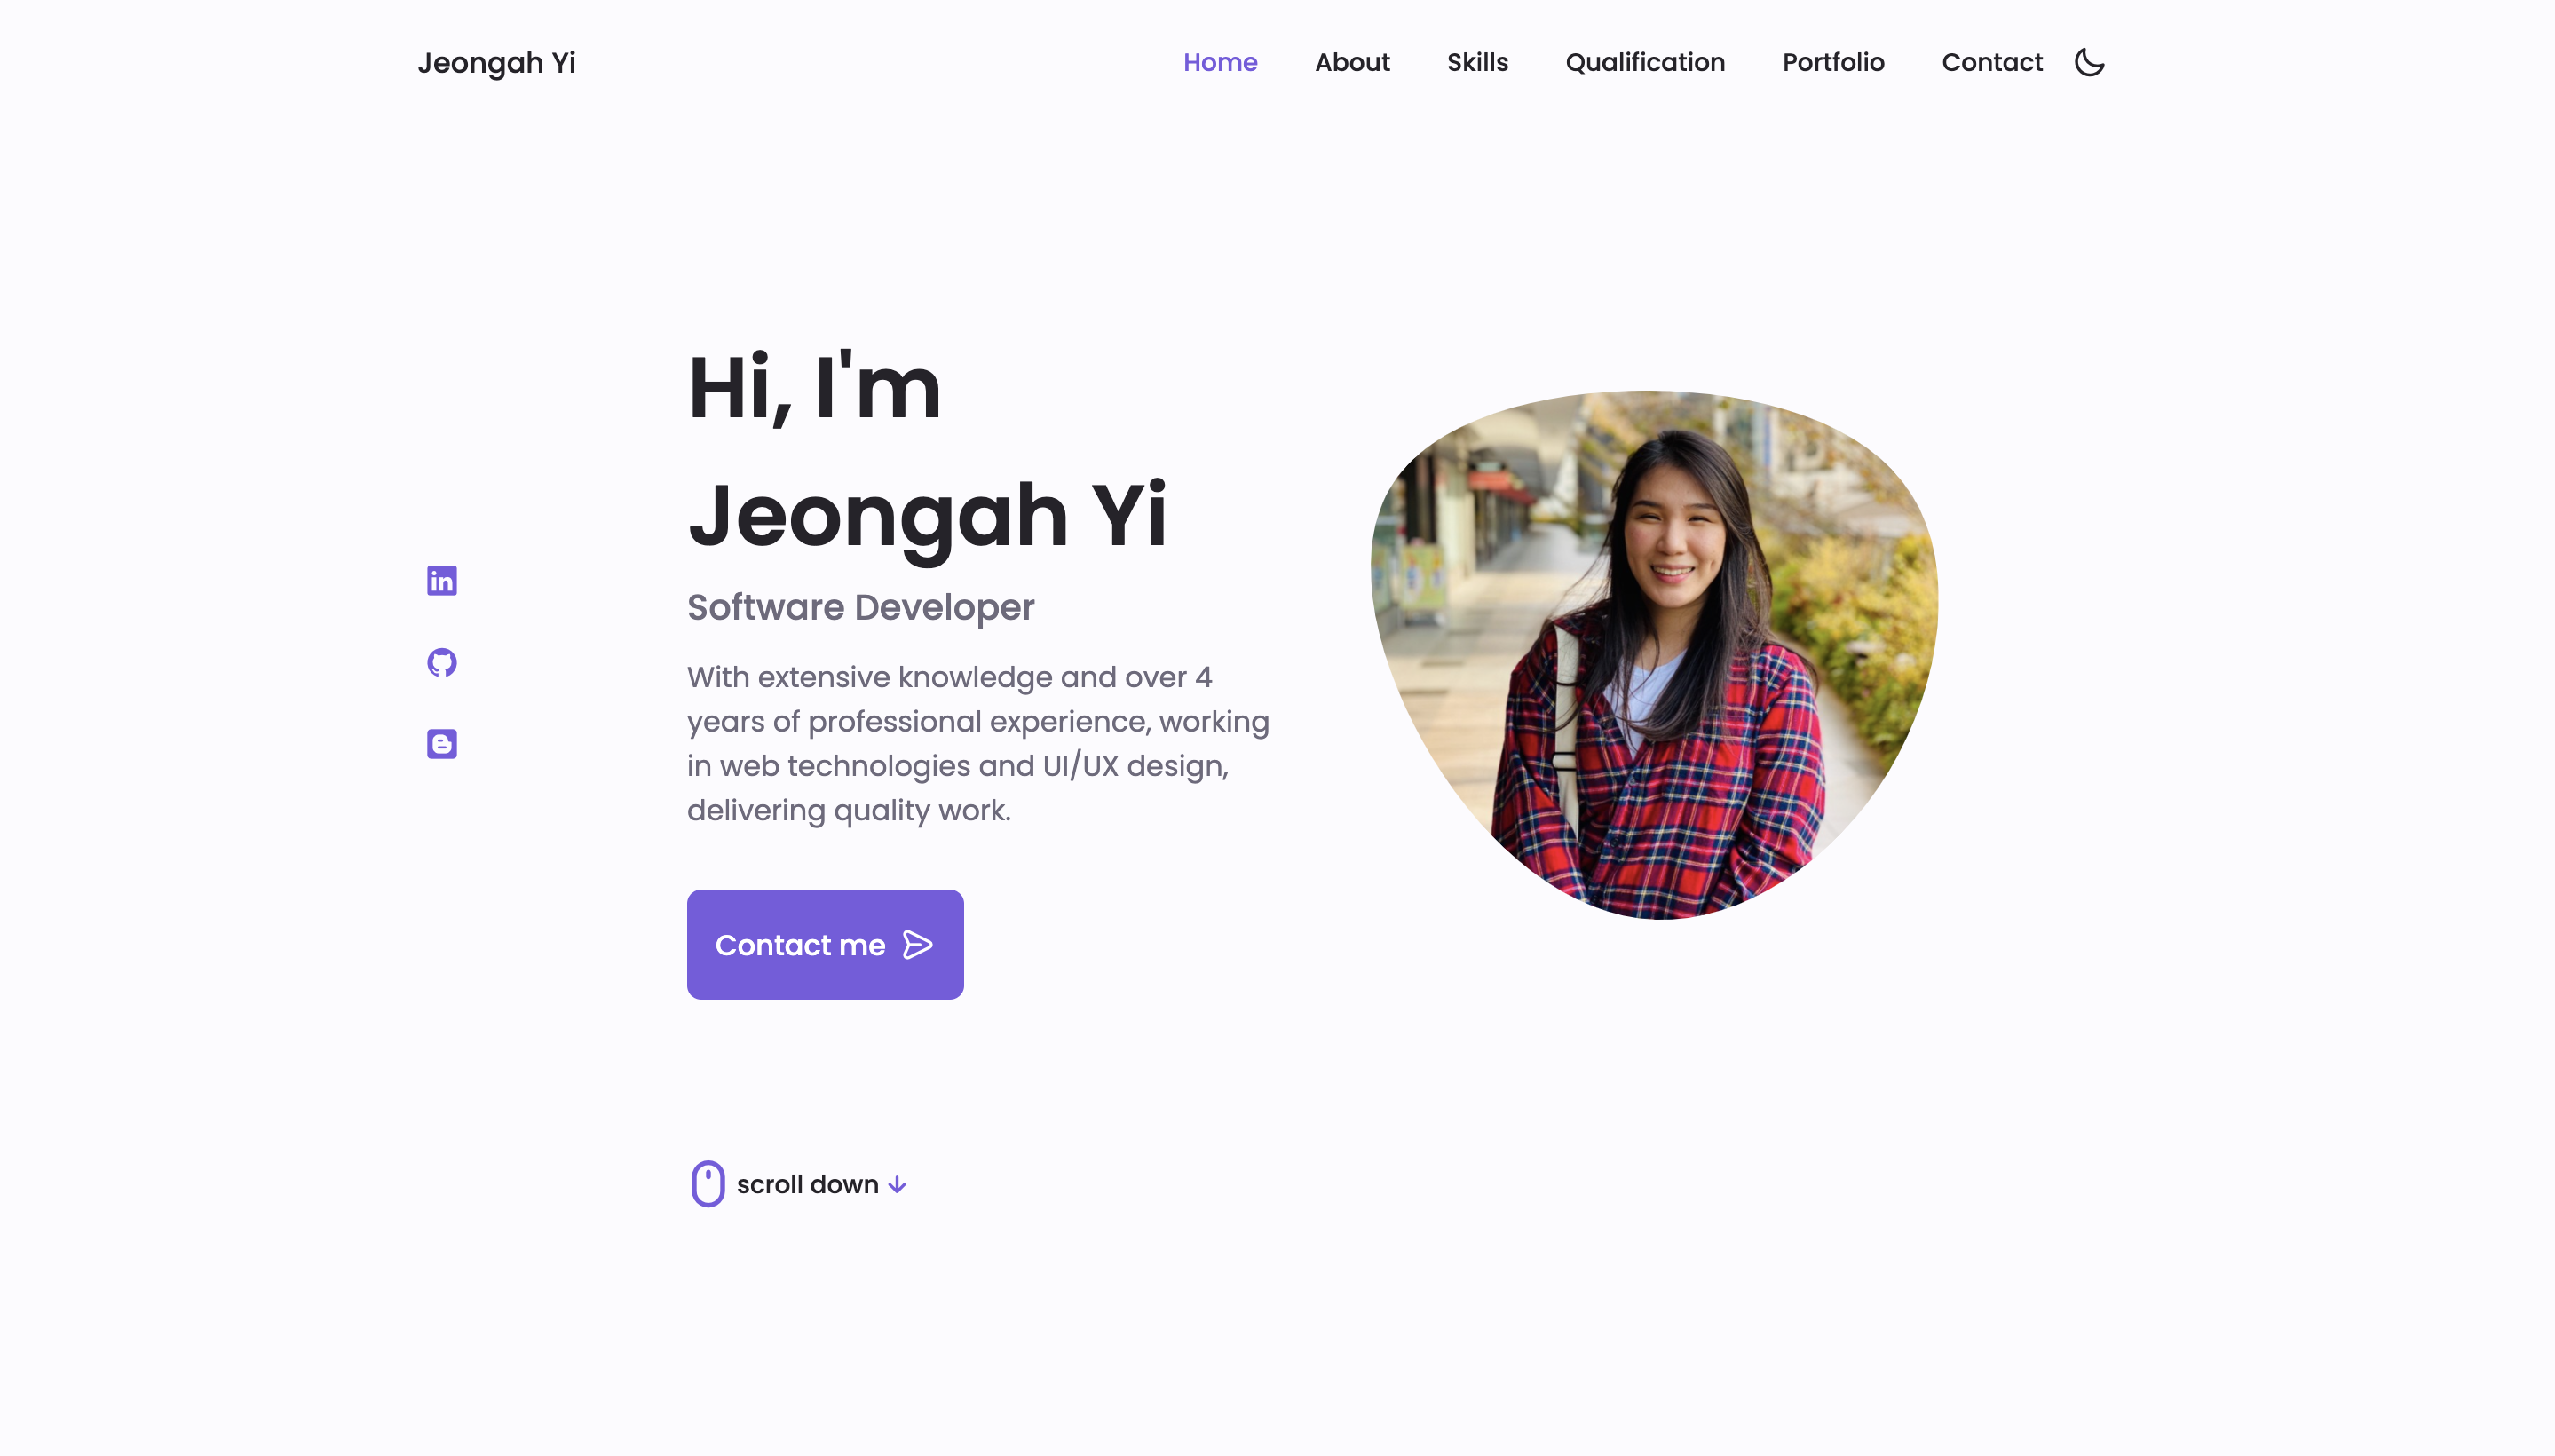 Jeongah Yi
Home About Skills Qualification Portfolio Contact
Hi, I'm
Jeongah Yi
Software Developer
With extensive knowledge and over 4
years of professional experience, working
in web technologies and UI/UX design,
delivering quality work.
Contact me
scroll down
in